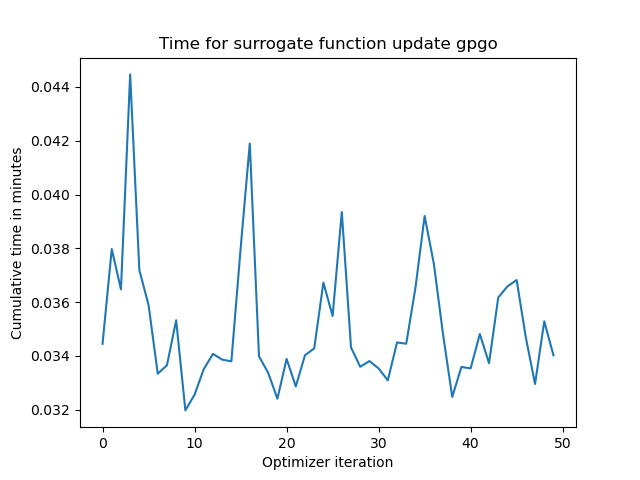 Time for surrogate function update gpgo
0.044
0.042
0.040
0.038
0.036
0.034
0.032
Cumulative time in minutes
0 10 20 30 40 50
Optimizer iteration